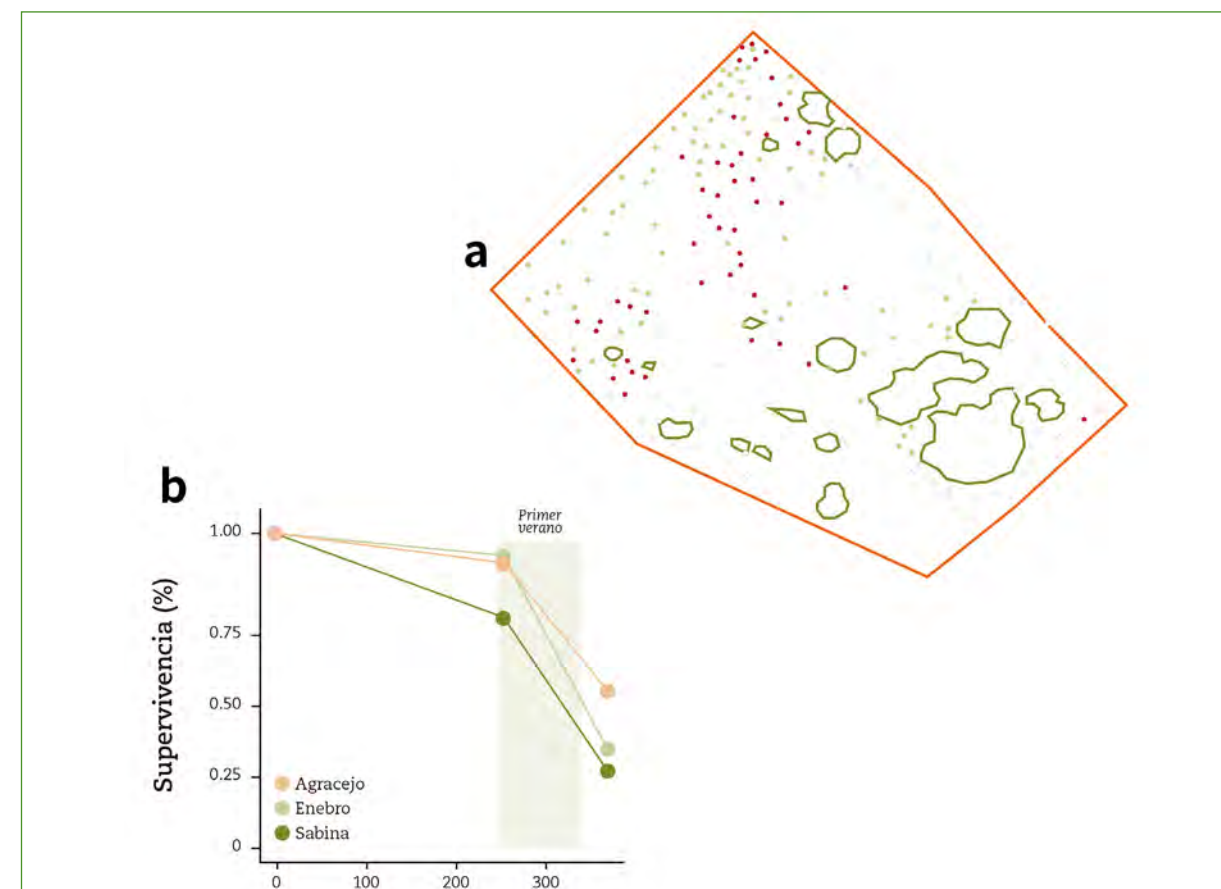 a
b
Primer
verano
Supervivencia (%)
1.00
0.75
0.50
0.25
0
Agracejo
Enebro
Sabina
0
100
200
300